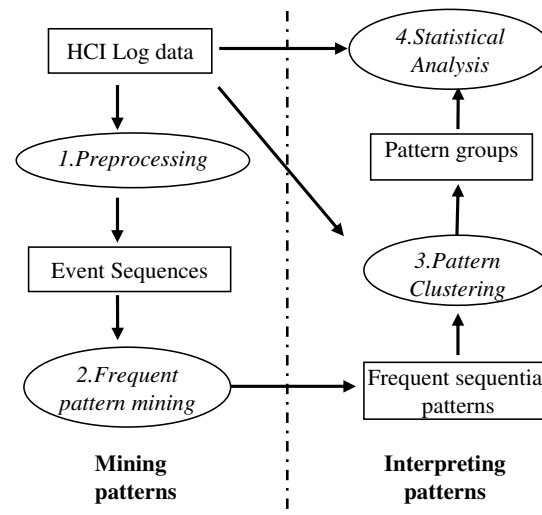 HCI Log data
1.Preprocessing
Event Sequences
2.Frequent
pattern mining
Mining
patterns
4.Statistical
Analysis
Pattern groups
3.Pattern
Clustering
Frequent sequentia
patterns
Interpreting
patterns